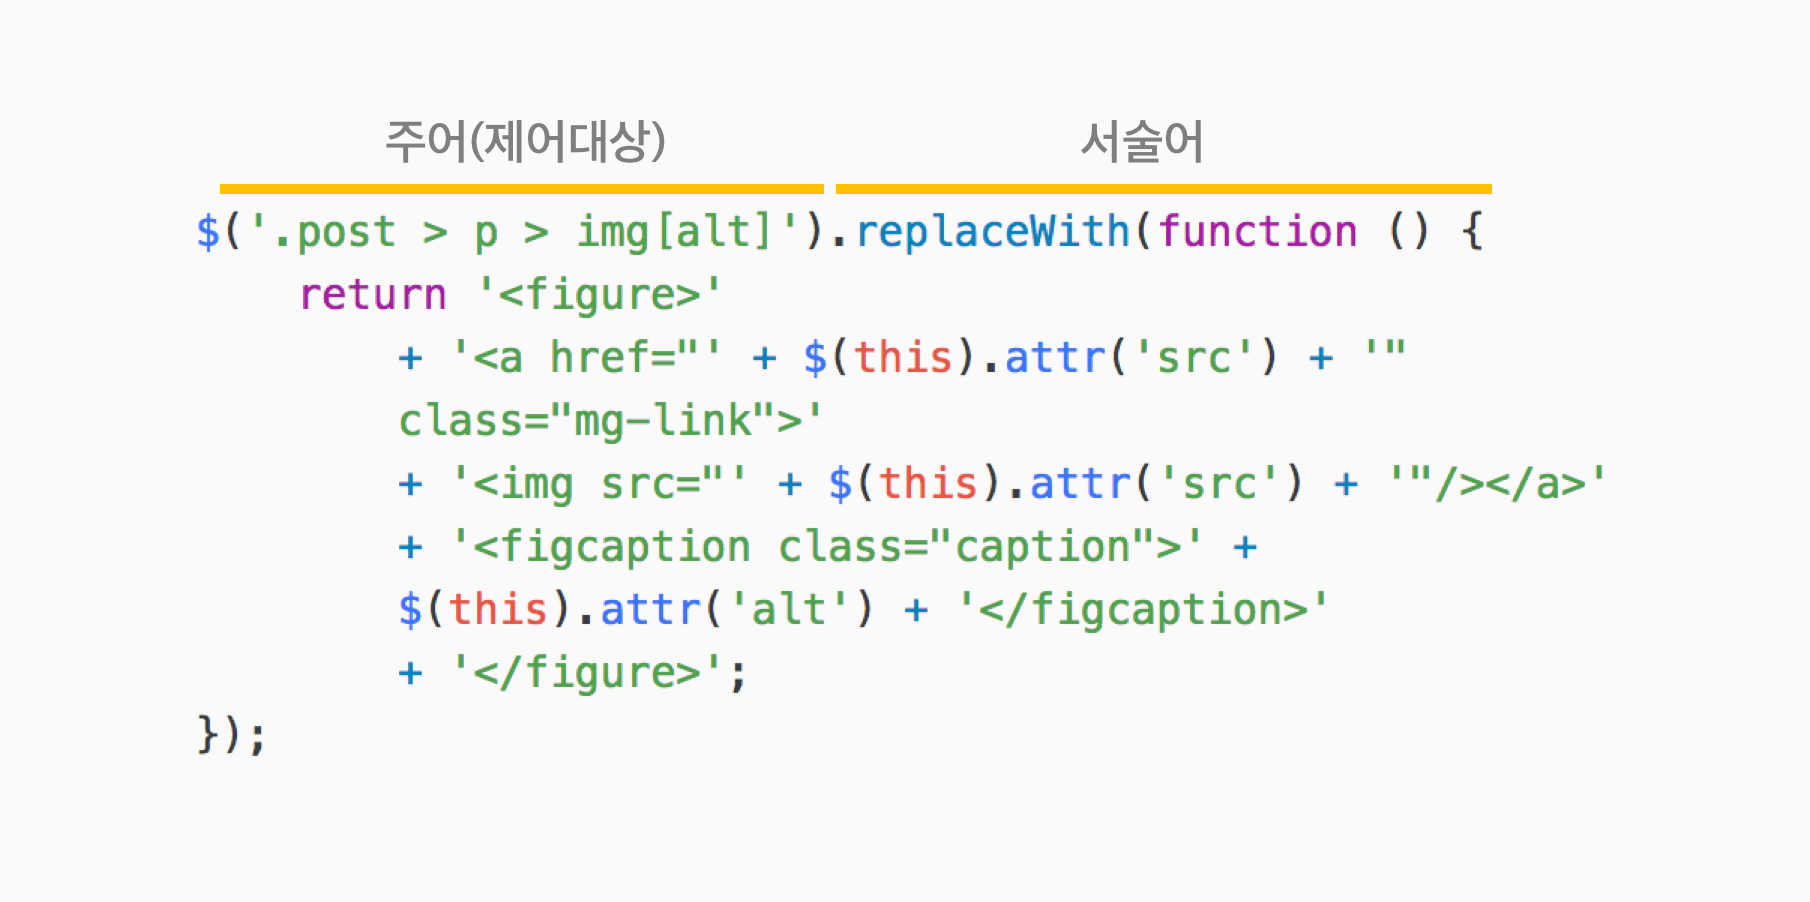 주어(제어대상) 서술어
$('.post > p > img[alt]').replaceWith(function () {
    return '<figure>'
        + '<a href="' + $(this).attr('src') + '"
        class="mg-link">'
        + '<img src="' + $(this).attr('src') + '"/></a>'
        + '<figcaption class="caption">' +
        $(this).attr('alt') + '</figcaption>'
        + '</figure>';
});